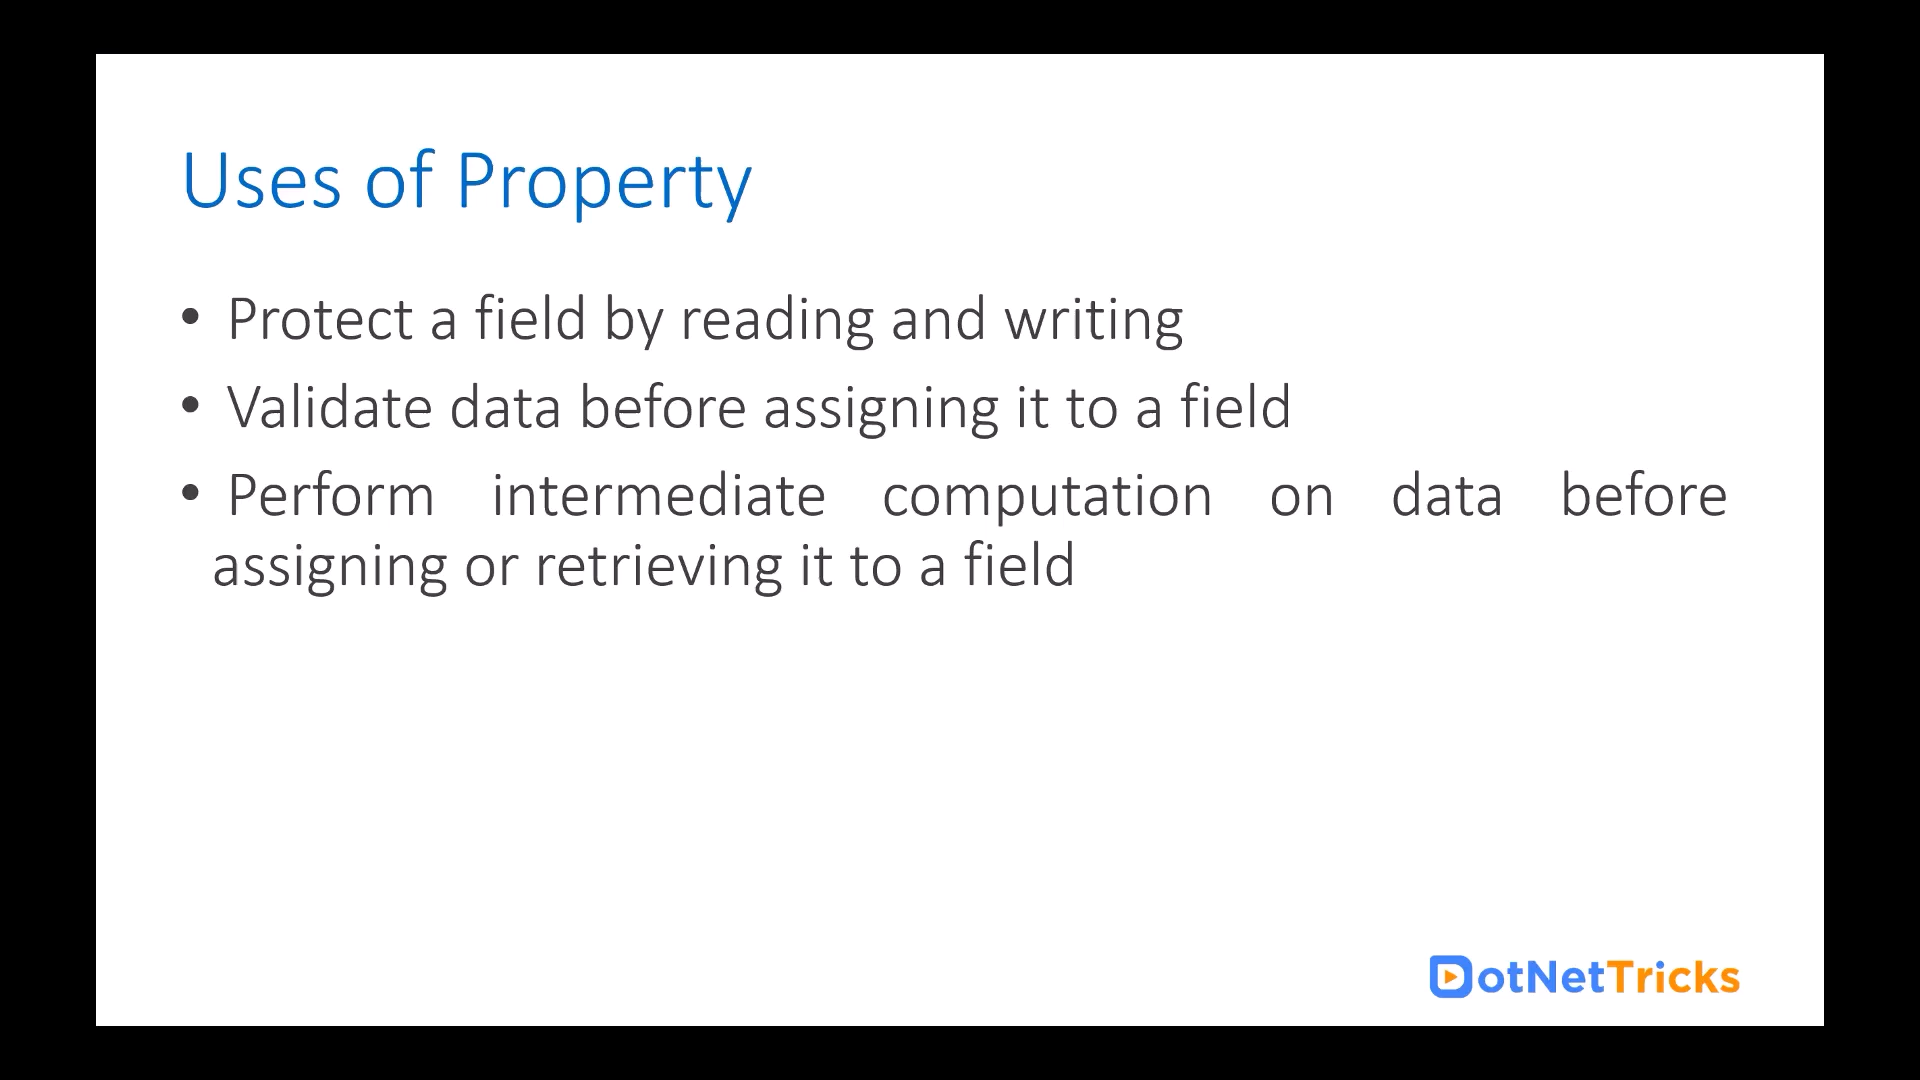 Uses of Property
• Protect a field by reading and writing
• Validate data before assigning it to a field
• Perform intermediate computation on data before
assigning or retrieving it to a field
DotNetTricks